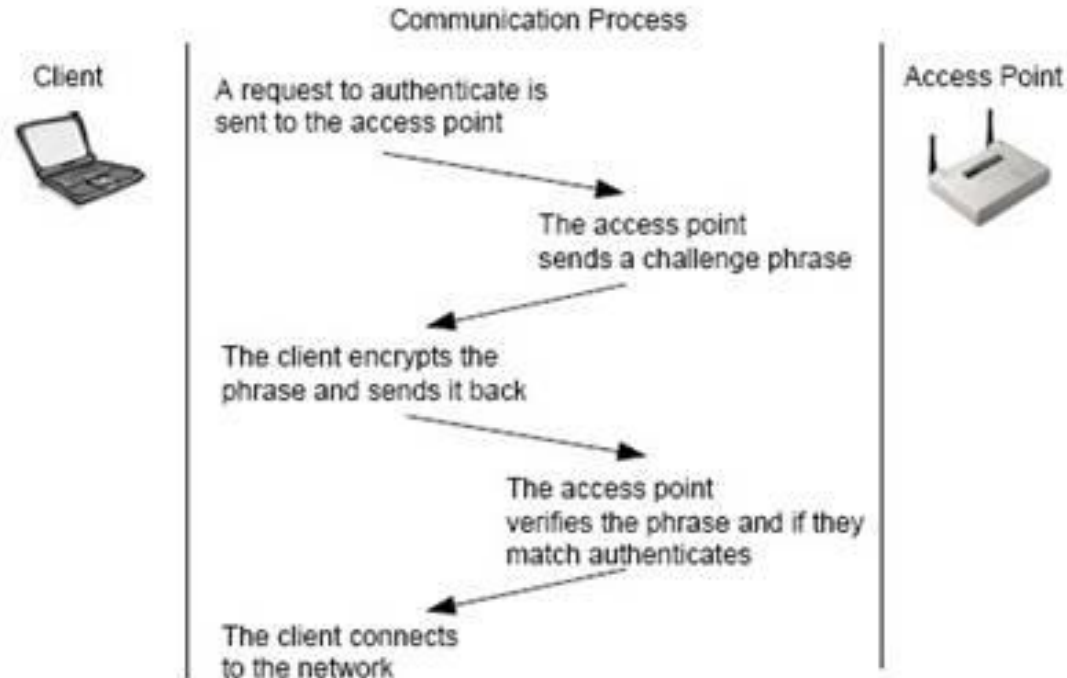 Communication Process
Client
Access Point
A request to authenticate is
sent to the access point
The access point
sends a challenge phrase
The client encrypts the
phrase and sends it back
The access point
verifies the phrase and if they
match authenticates
The client connects
to the network